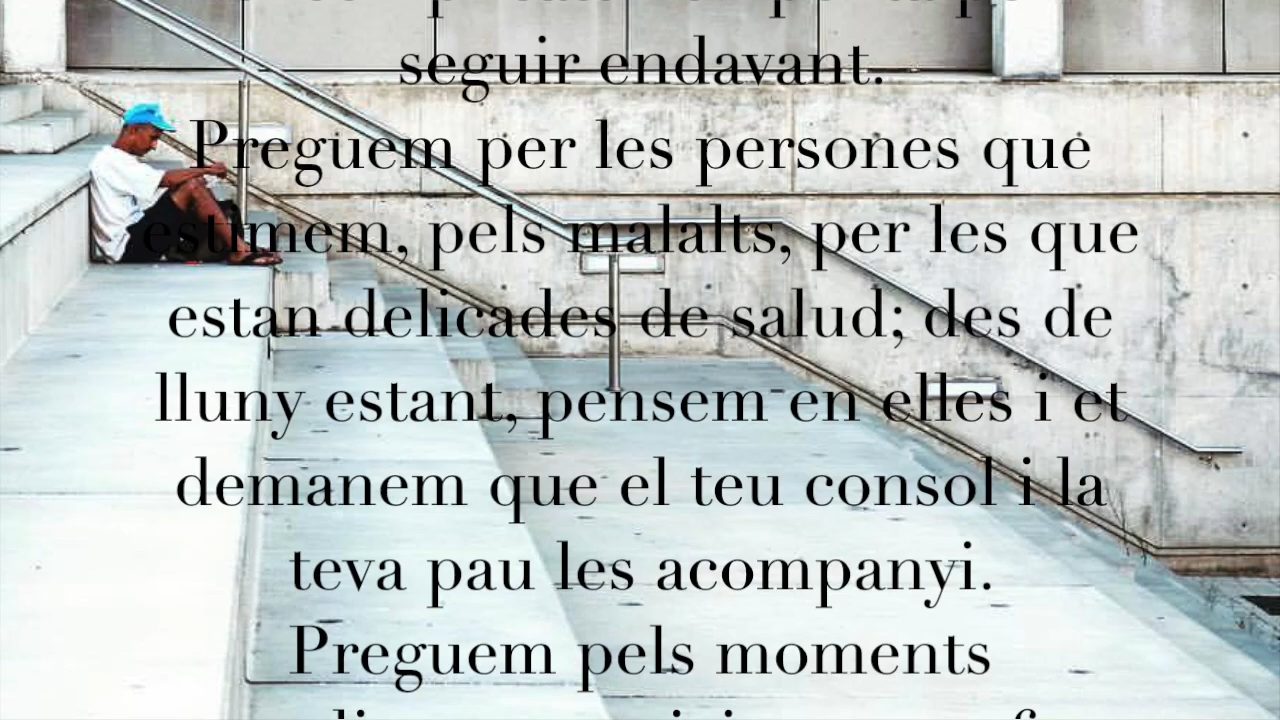 seguir endavant.
Preguem per les persones que
estimem, pels malalts, per les que
estan delicades de salud; des de
lluny estant, pensem en elles i et
demanem que el teu consol i la
teva pau les acompanyi.
Preguem pels moments